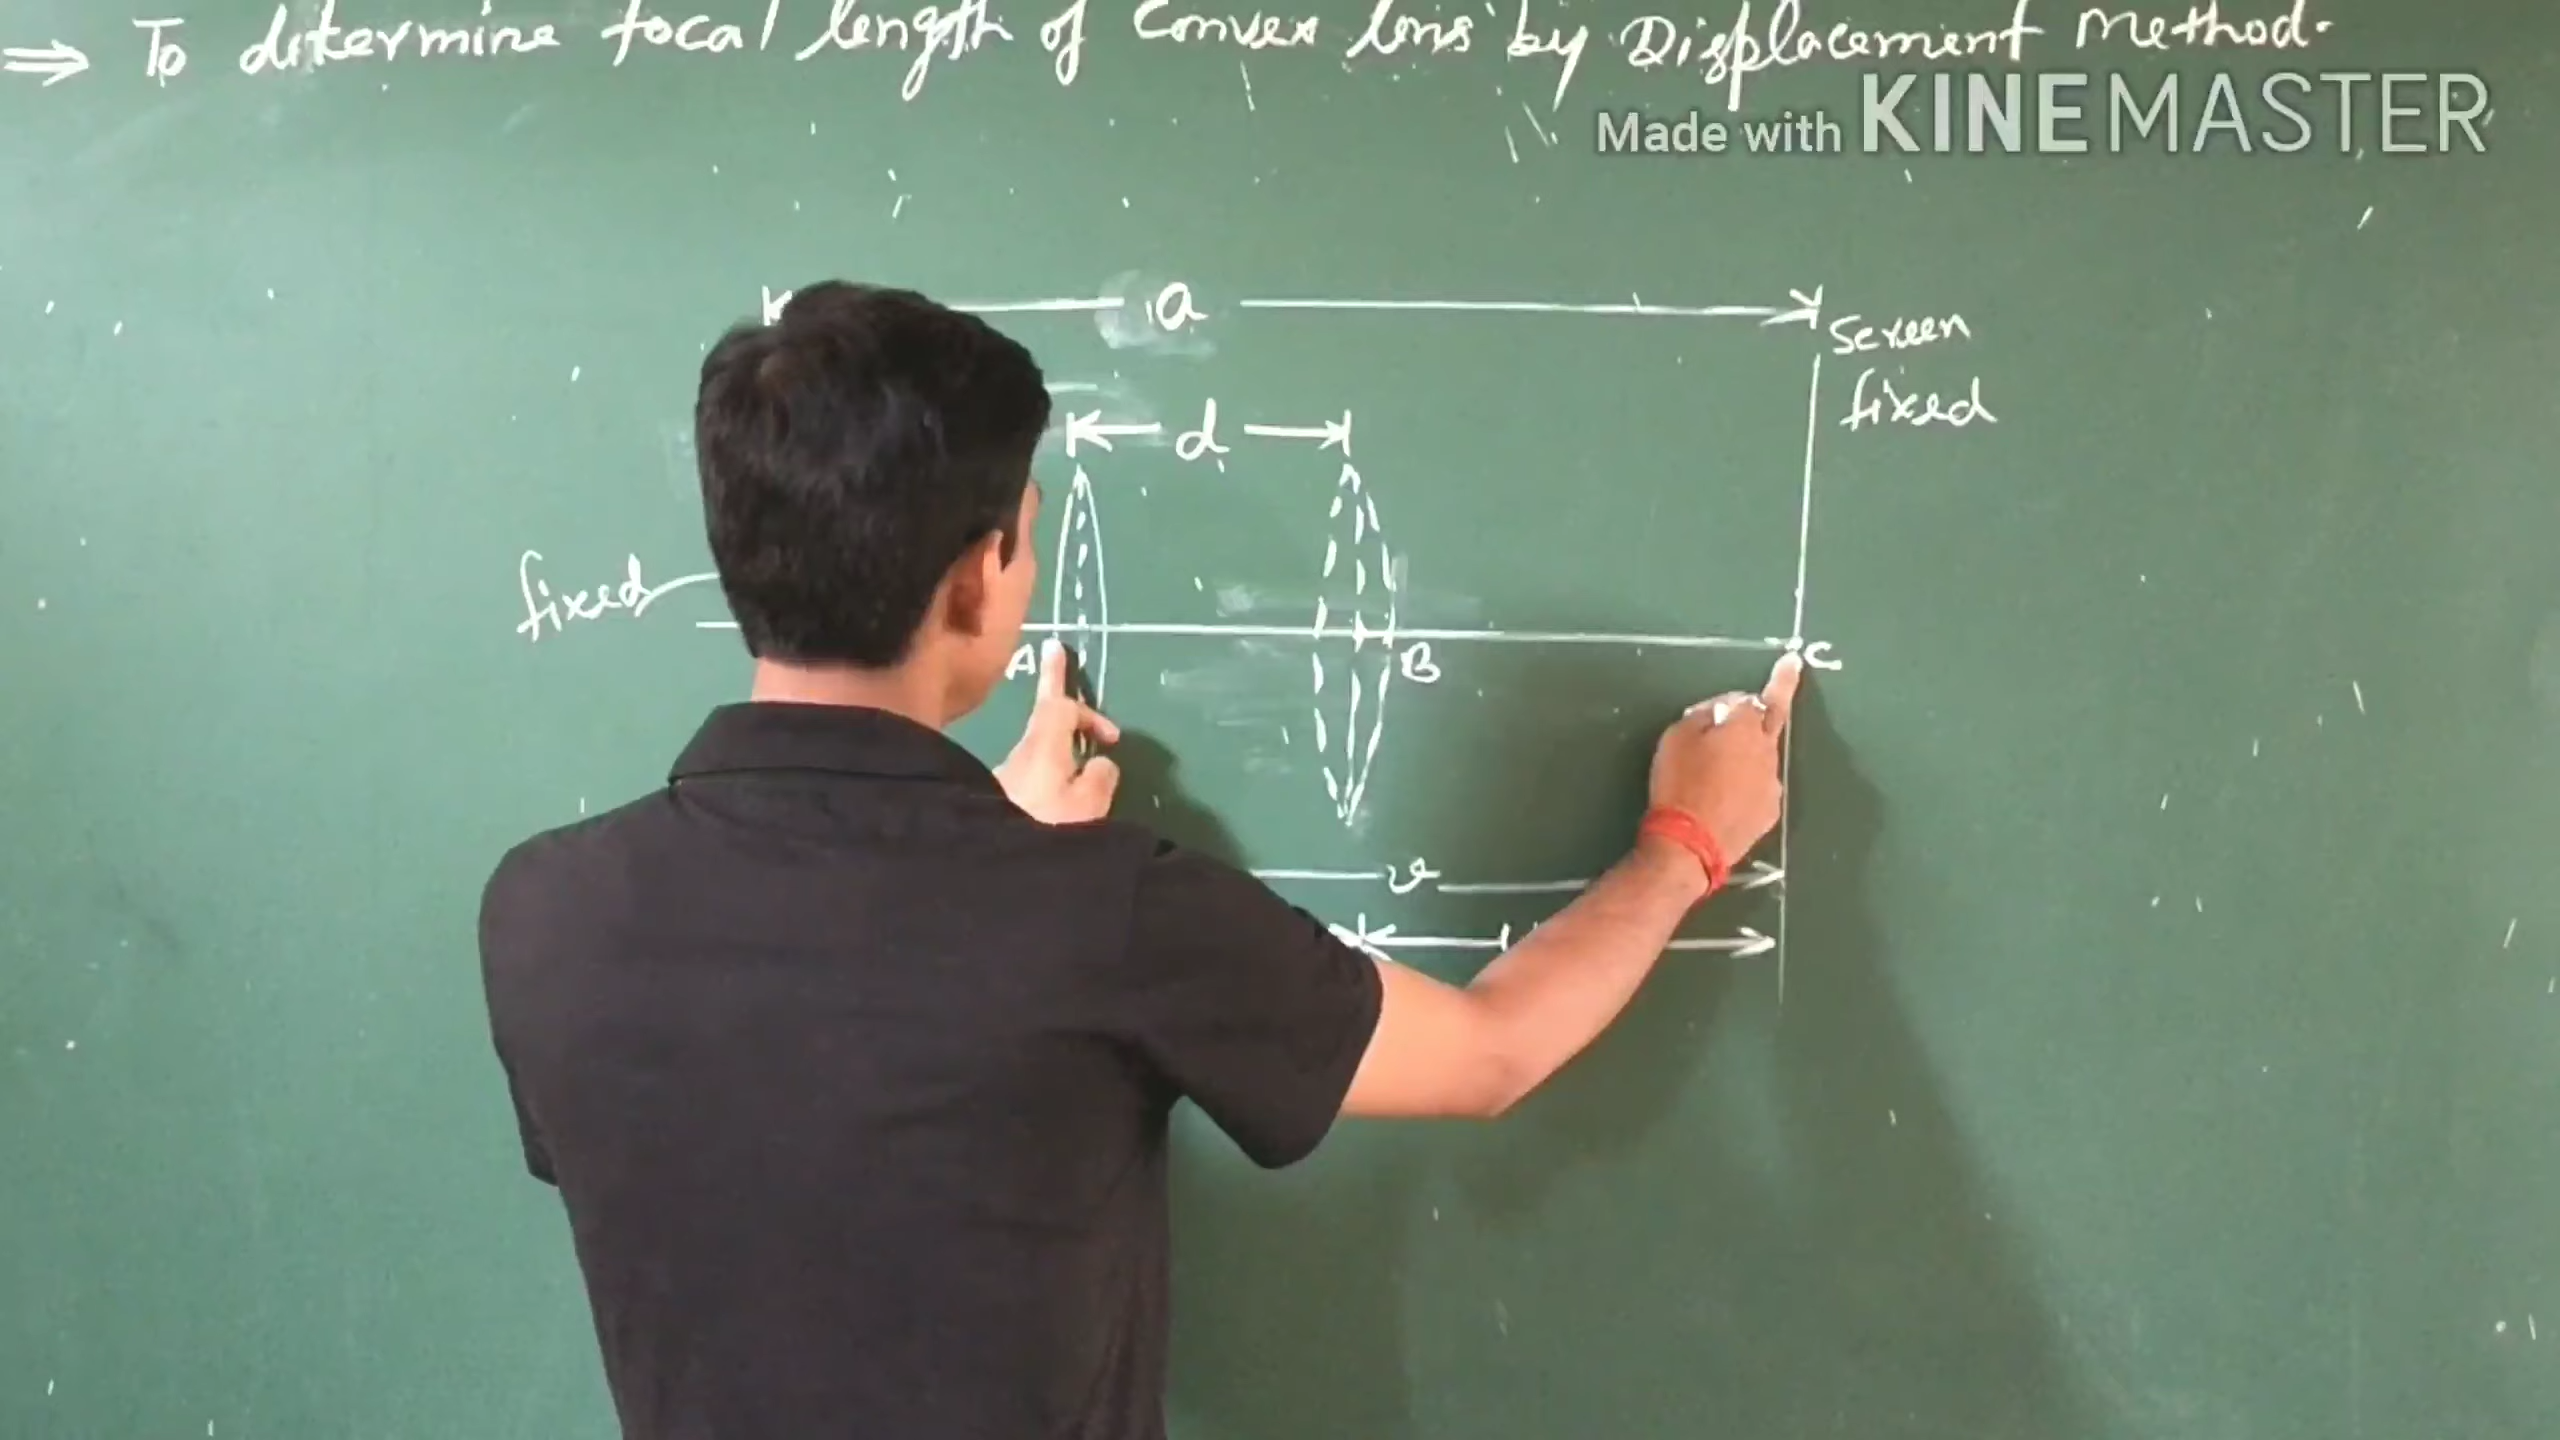 ⇒ To determine focal length of Convex lens by Displacement Method.
Made with KINEMASTER
a
Screen
fixed
d
fixed
A
B
C
v